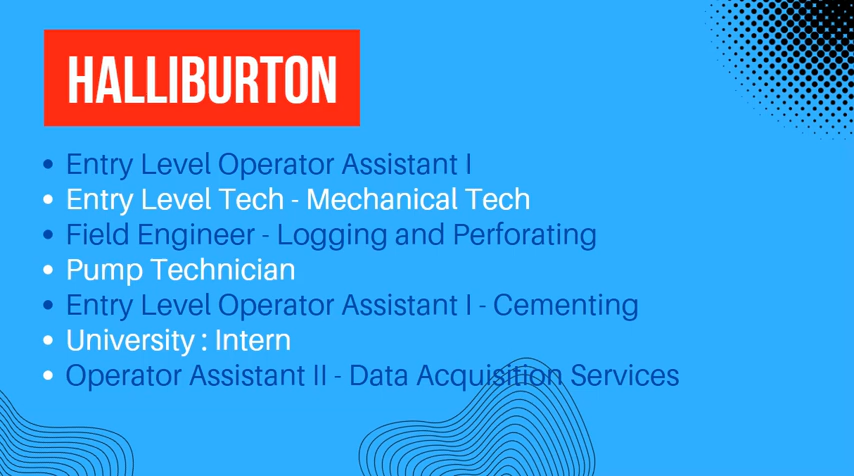 HALLIBURTON
• Entry Level Operator Assistant I
• Entry Level Tech - Mechanical Tech
• Field Engineer - Logging and Perforating
• Pump Technician
• Entry Level Operator Assistant I - Cementing
• University : Intern
• Operator Assistant II - Data Acquisition Services